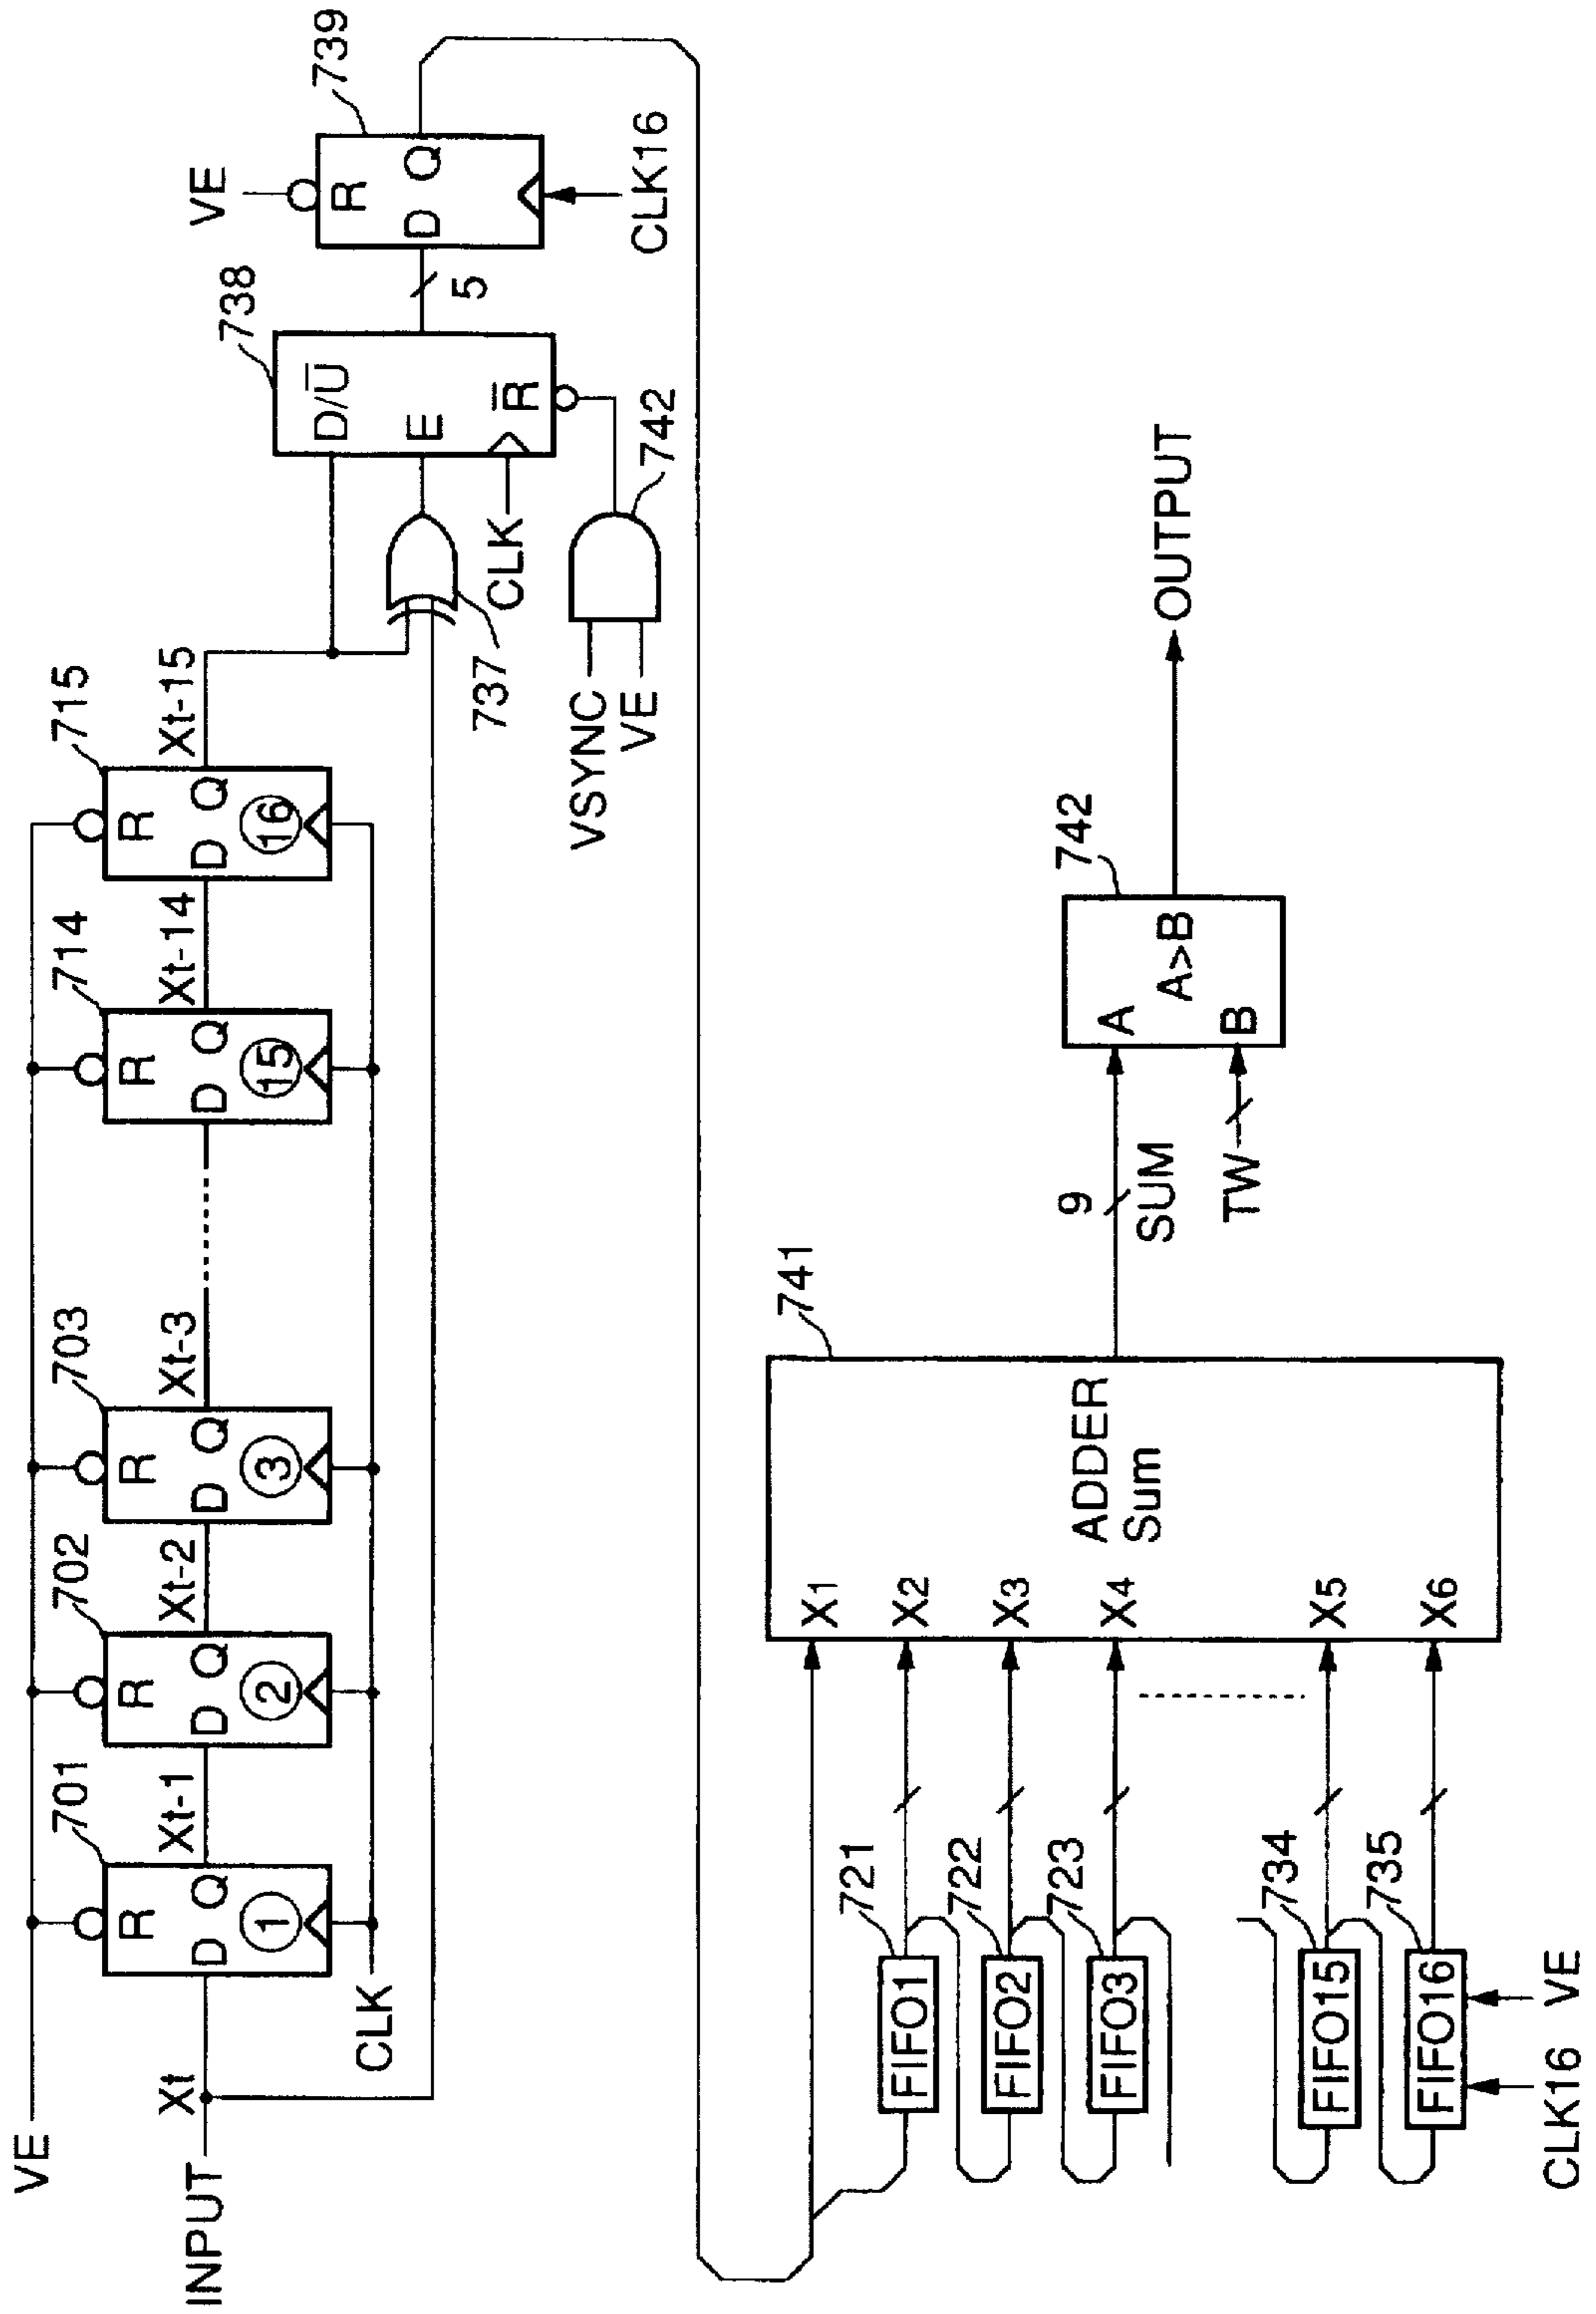 VE
701
702
703
714
715
INPUT
Xt
Xt-1
Xt-2
Xt-3
Xt-14
Xt-15
R
D Q
1
R
D Q
2
R
D Q
3
R
D Q
15
R
D Q
16
CLK
737
738
D/U̅
E
R̅
CLK
VSYNC
VE
742
5
739
VE
R
D Q
CLK16
721
FIFO1
722
FIFO2
723
FIFO3
734
FIFO15
735
FIFO16
CLK16
VE
741
X1
X2
X3
X4
X5
X6
ADDER
Sum
9
SUM
TW
742
A
A>B
B
OUTPUT